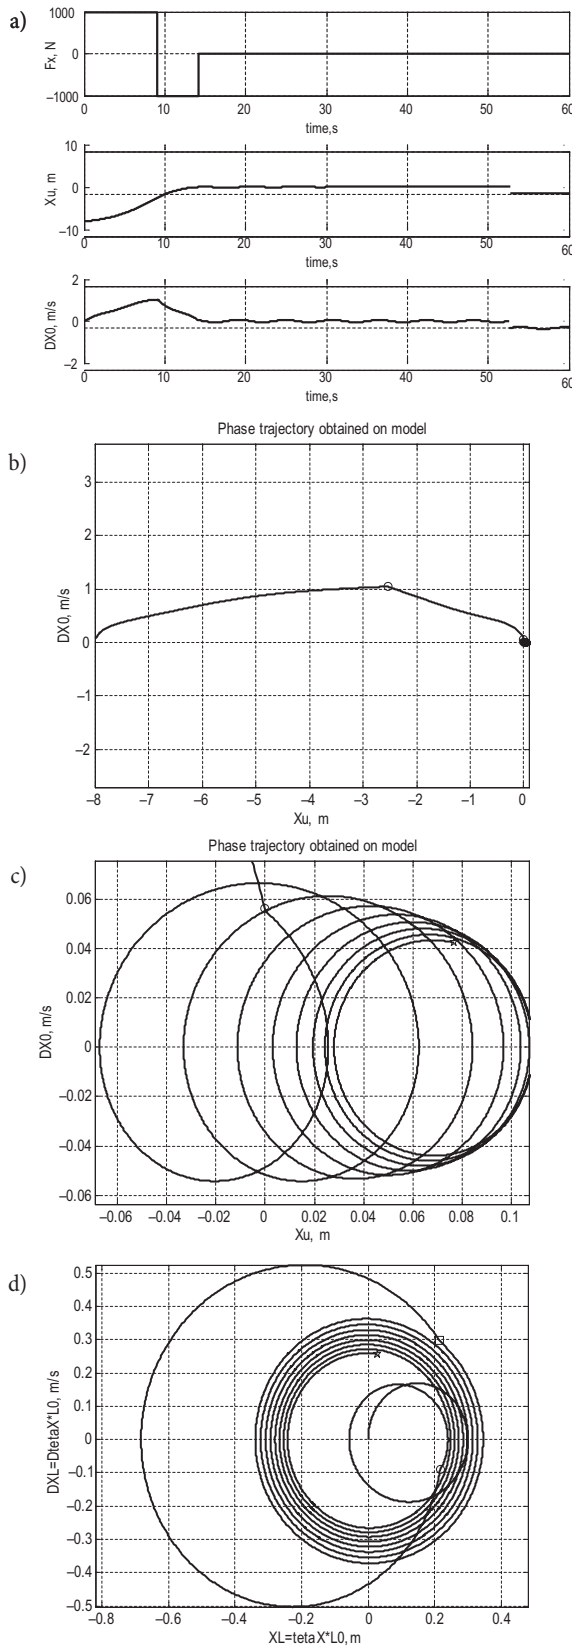 a)
1000
0
–1000
Fx, N
0 10 20 30 40 50 60
time,s
10
0
–10
Xu, m
0 10 20 30 40 50 60
time,s
2
0
–2
DX0, m/s
0 10 20 30 40 50 60
time,s
b)
Phase trajectory obtained on model
3
2
1
0
–1
–2
DX0, m/s
–8 –7 –6 –5 –4 –3 –2 –1 0
Xu, m
c)
Phase trajectory obtained on model
0.06
0.04
0.02
0
–0.02
–0.04
–0.06
DX0, m/s
–0.06 –0.04 –0.02 0 0.02 0.04 0.06 0.08 0.1
Xu, m
d)
0.5
0.4
0.3
0.2
0.1
0
–0.1
–0.2
–0.3
–0.4
–0.5
DXL=DtetaX*L0, m/s
–0.8 –0.6 –0.4 –0.2 0 0.2 0.4
XL=tetaX*L0, m